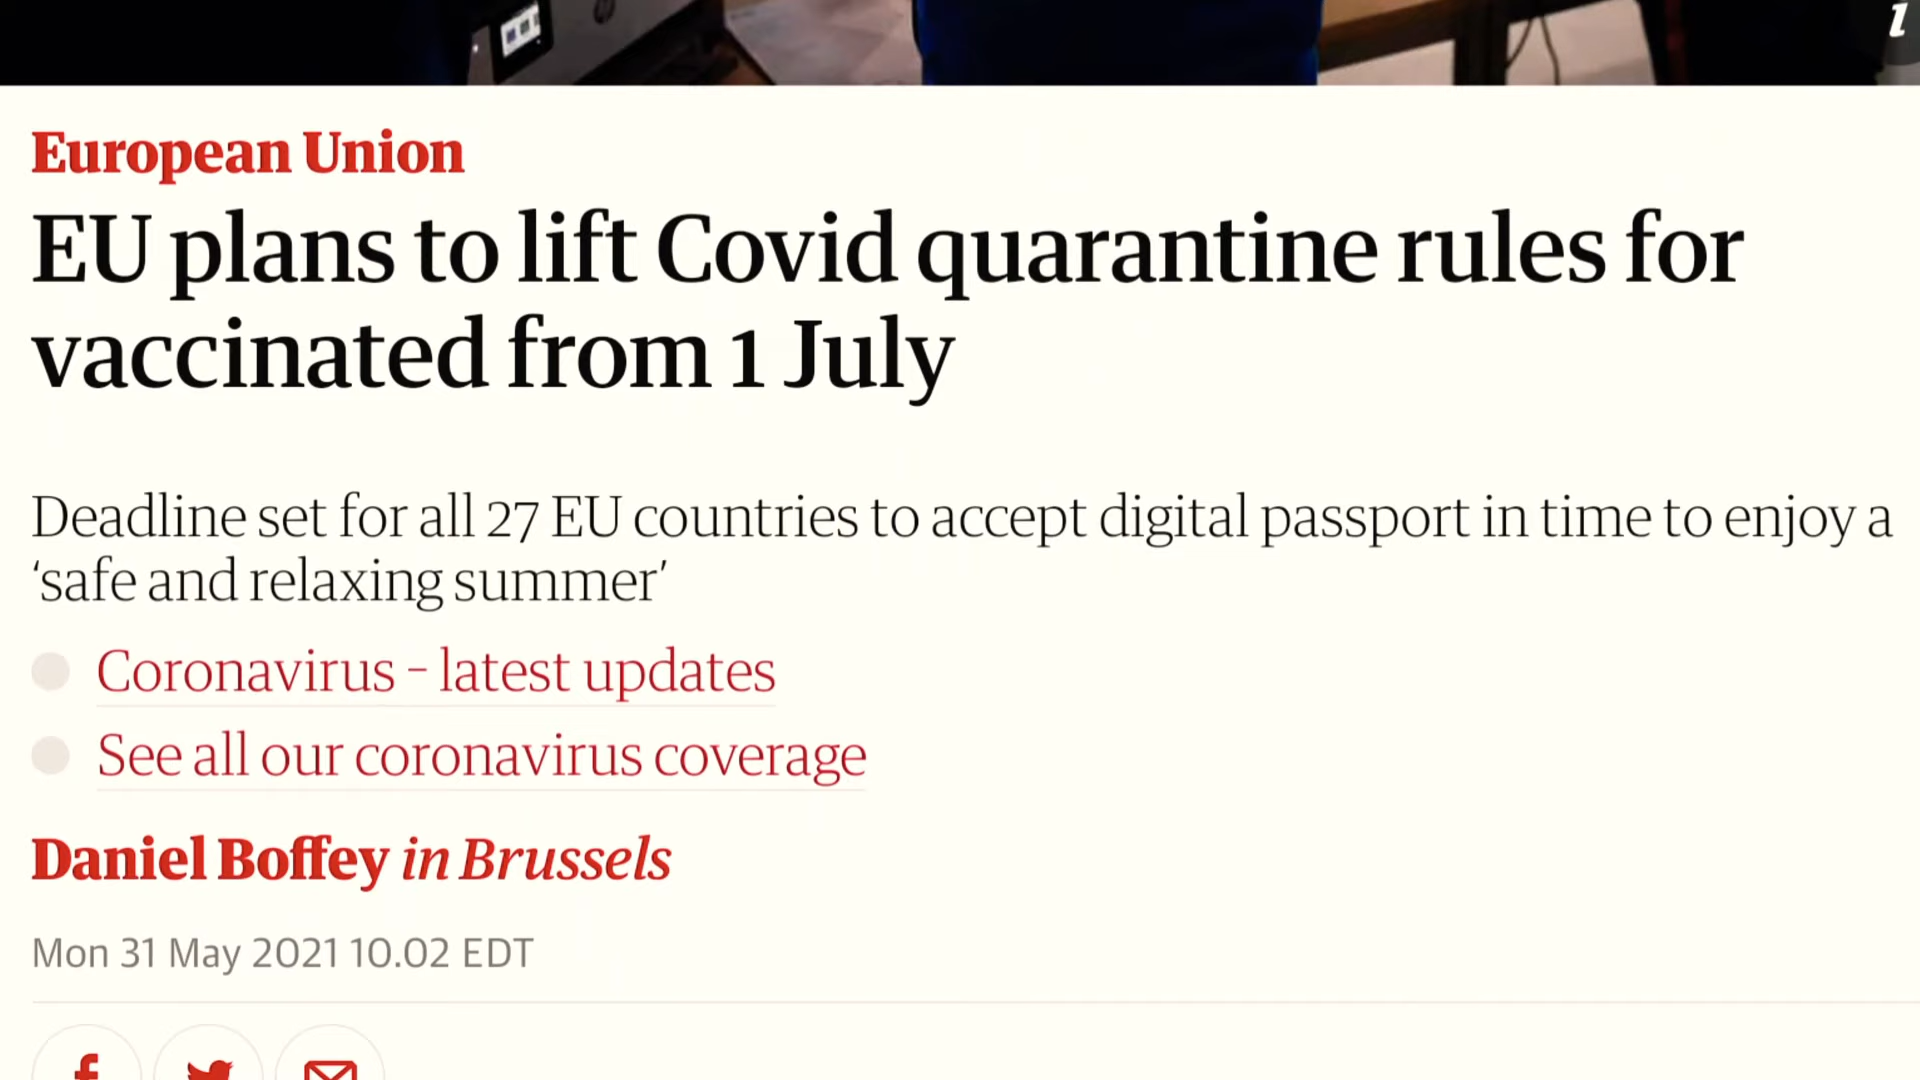 European Union
EU plans to lift Covid quarantine rules for
vaccinated from 1 July
Deadline set for all 27 EU countries to accept digital passport in time to enjoy a
‘safe and relaxing summer’
Coronavirus – latest updates
See all our coronavirus coverage
Daniel Boffey in Brussels
Mon 31 May 2021 10.02 EDT